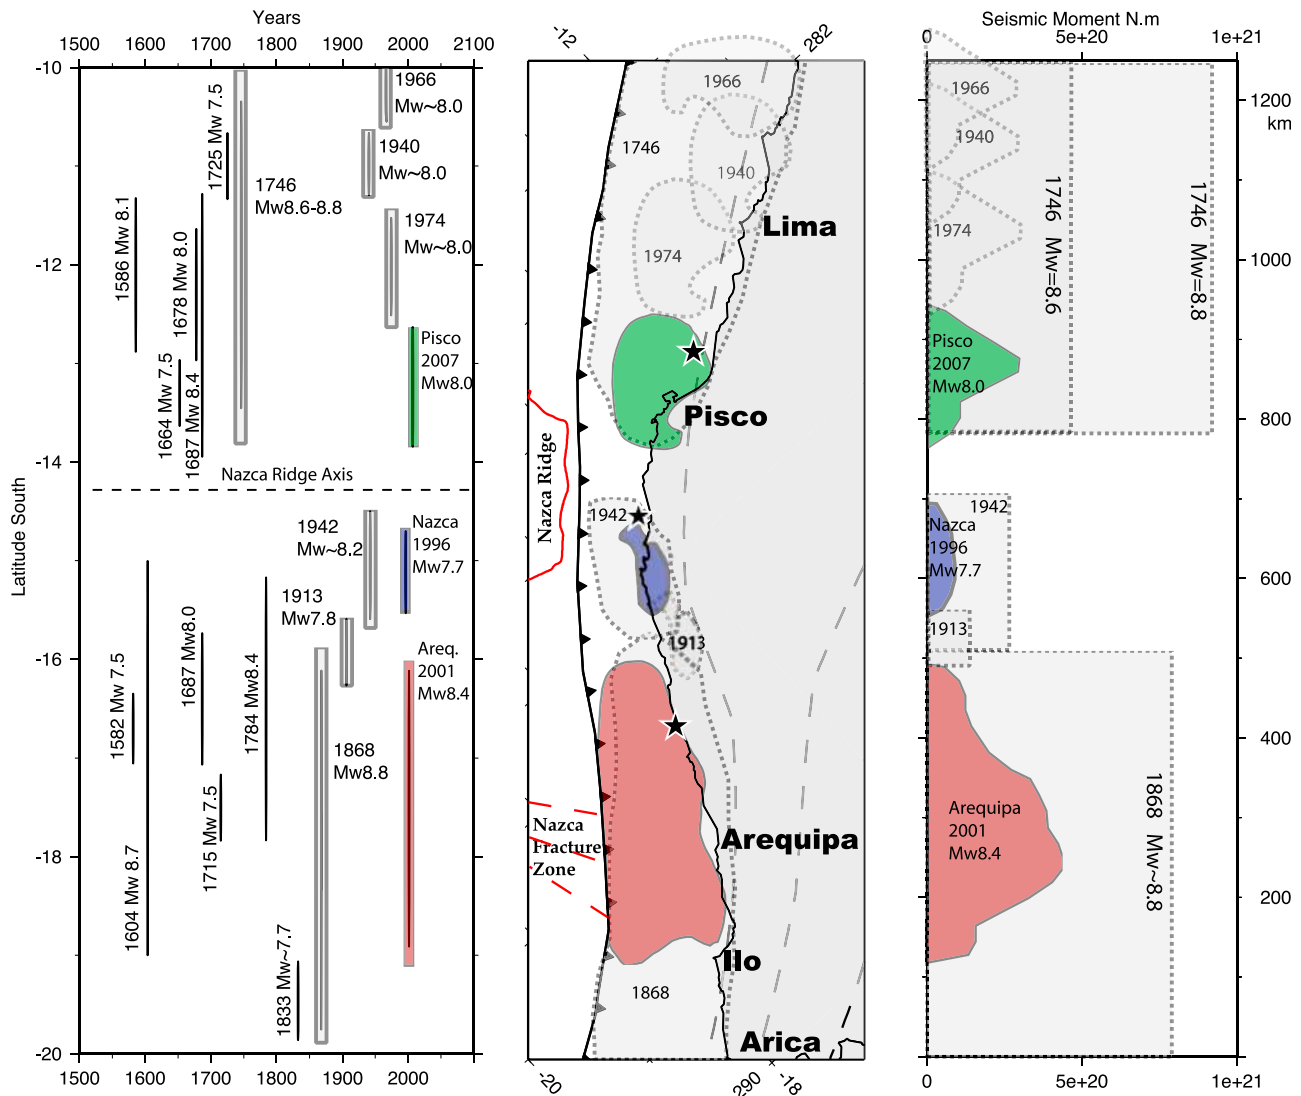 Years
1500 1600 1700 1800 1900 2000 2100
-10
-12
-14
-16
-18
-20
Latitude South
1725 Mw 7.5
1966
Mw~8.0
1940
Mw~8.0
1746
Mw8.6-8.8
1974
Mw~8.0
1586 Mw 8.1
1678 Mw 8.0
1664 Mw 7.5
1687 Mw 8.4
Pisco
2007
Mw8.0
Nazca Ridge Axis
1942
Mw~8.2
Nazca
1996
Mw7.7
1913
Mw7.8
Areq.
2001
Mw8.4
1582 Mw 7.5
1687 Mw8.0
1784 Mw8.4
1868
Mw8.8
1715 Mw 7.5
1604 Mw 8.7
1833 Mw~7.7
1500 1600 1700 1800 1900 2000
-12
282
1966
1746
1940
Lima
1974
Pisco
Nazca Ridge
1942
1913
Nazca
Fracture
Zone
Arequipa
Ilo
1868
Arica
-20
290
-18
Seismic Moment N.m
0 5e+20 1e+21
1966
1940
1974
1746 Mw=8.6
1746 Mw=8.8
Pisco
2007
Mw8.0
1942
Nazca
1996
Mw7.7
1913
Arequipa
2001
Mw8.4
1868 Mw~8.8
1200
km
1000
800
600
400
200
0 5e+20 1e+21